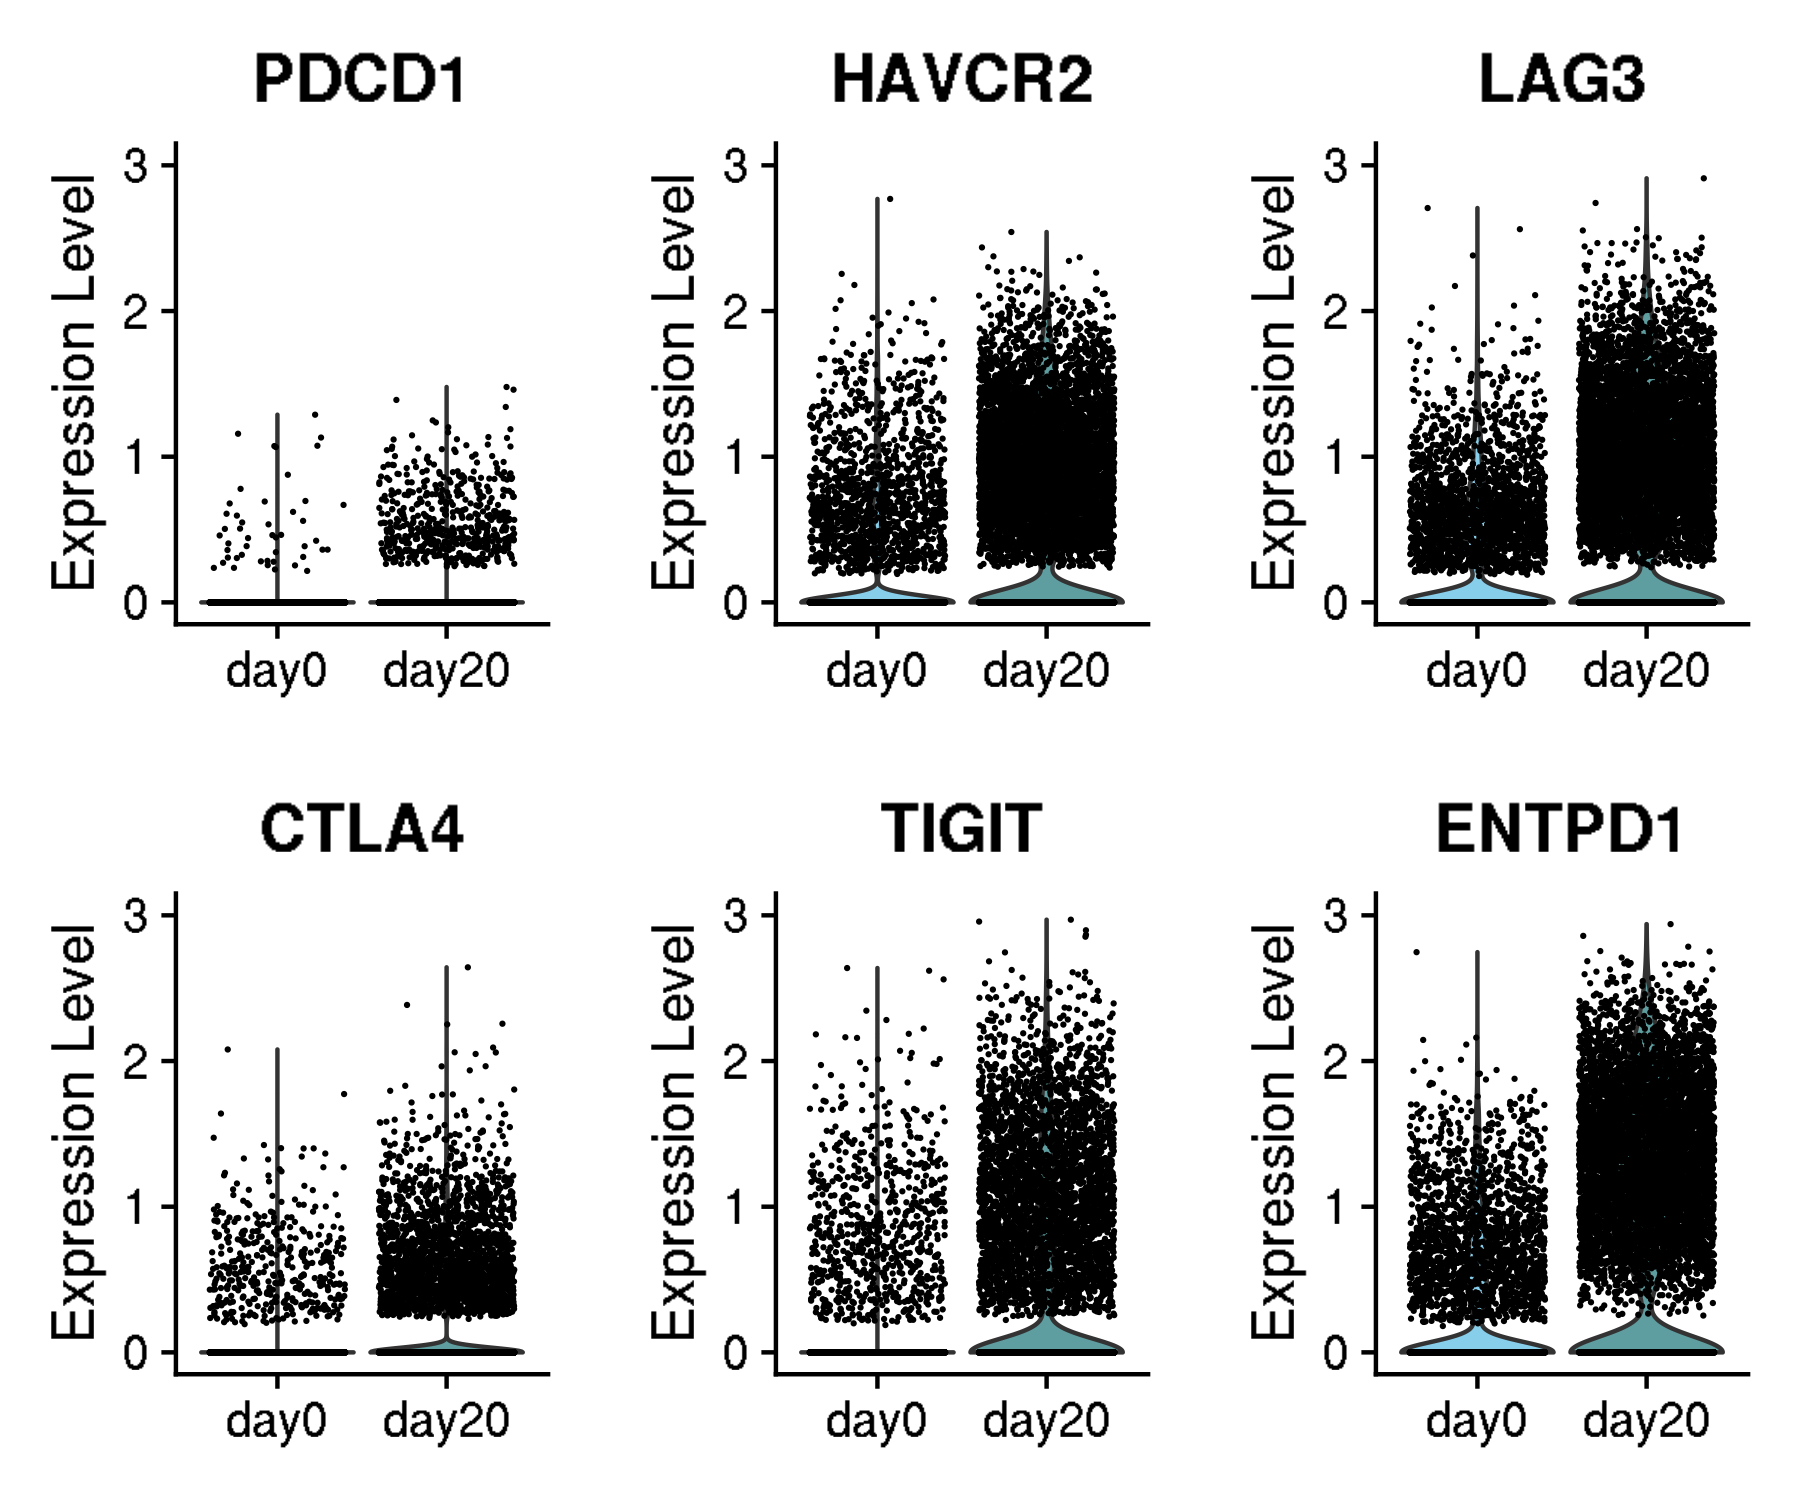 PDCD1
HAVCR2
LAG3
Expression Level
3
2
1
0
day0
day20
Expression Level
3
2
1
0
day0
day20
Expression Level
3
2
1
0
day0
day20
CTLA4
TIGIT
ENTPD1
Expression Level
3
2
1
0
day0
day20
Expression Level
3
2
1
0
day0
day20
Expression Level
3
2
1
0
day0
day20